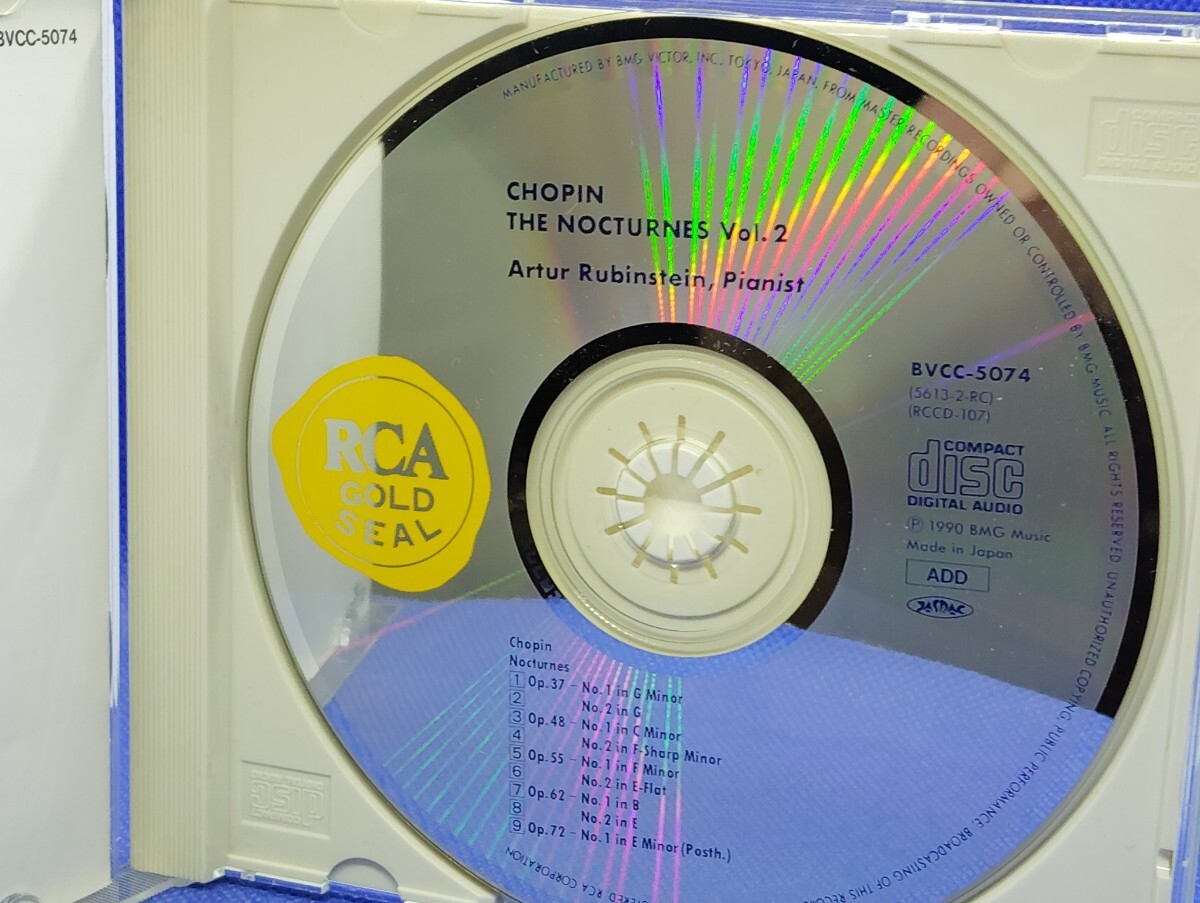 BVCC-5074
MANUFACTURED BY BMG VICTOR, INC., TOKYO, JAPAN, FROM MASTER RECORDINGS OWNED OR CONTROLLED BY BMG MUSIC. ALL RIGHTS RESERVED. UNAUTHORIZED COPYING, PUBLIC PERFORMANCE, BROADCASTING OF THIS
CHOPIN
THE NOCTURNES Vol.2
Artur Rubinstein, Pianist
RCA
GOLD
SEAL
BVCC-5074
(5613-2-RC)
(RCCD-107)
COMPACT
disc
DIGITAL AUDIO
Ⓟ 1990 BMG Music
Made in Japan
ADD
JASRAC
Chopin
Nocturnes
1 Op.37 – No.1 in G Minor
2 No.2 in G
3 Op.48 – No.1 in C Minor
4 No.2 in F-Sharp Minor
5 Op.55 – No.1 in F Minor
6 No.2 in E-Flat
7 Op.62 – No.1 in B
8 No.2 in E
9 Op.72 – No.1 in E Minor (Posth.)
RCA CORPORATION
disc